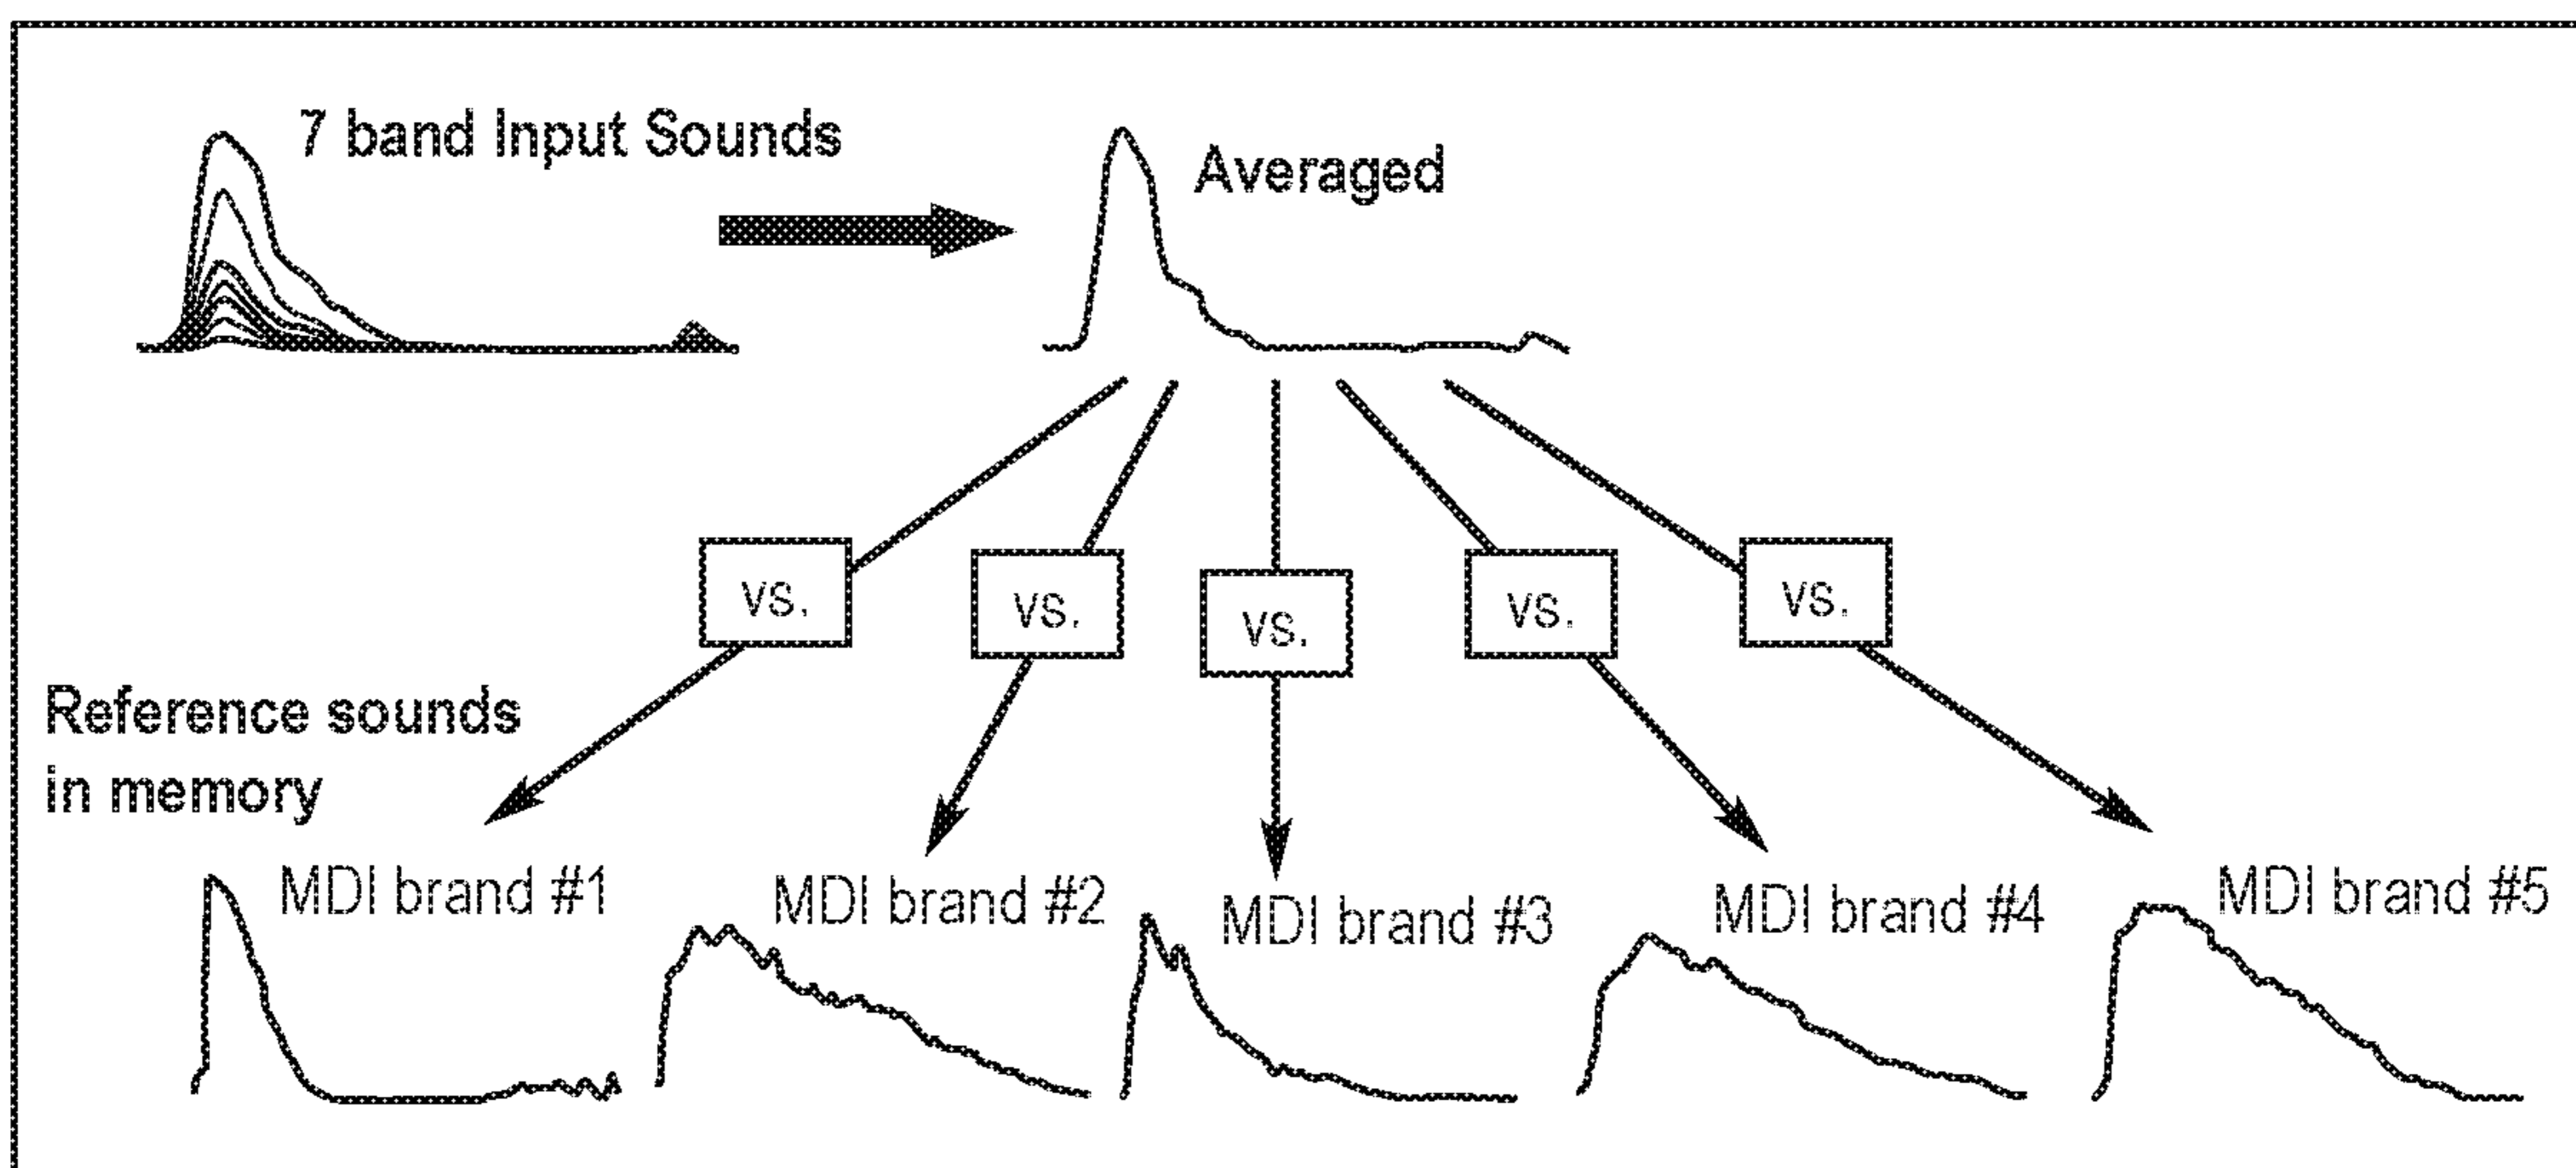 7 band Input Sounds
Averaged
vs.
vs.
vs.
vs.
vs.
Reference sounds
in memory
MDI brand #1
MDI brand #2
MDI brand #3
MDI brand #4
MDI brand #5